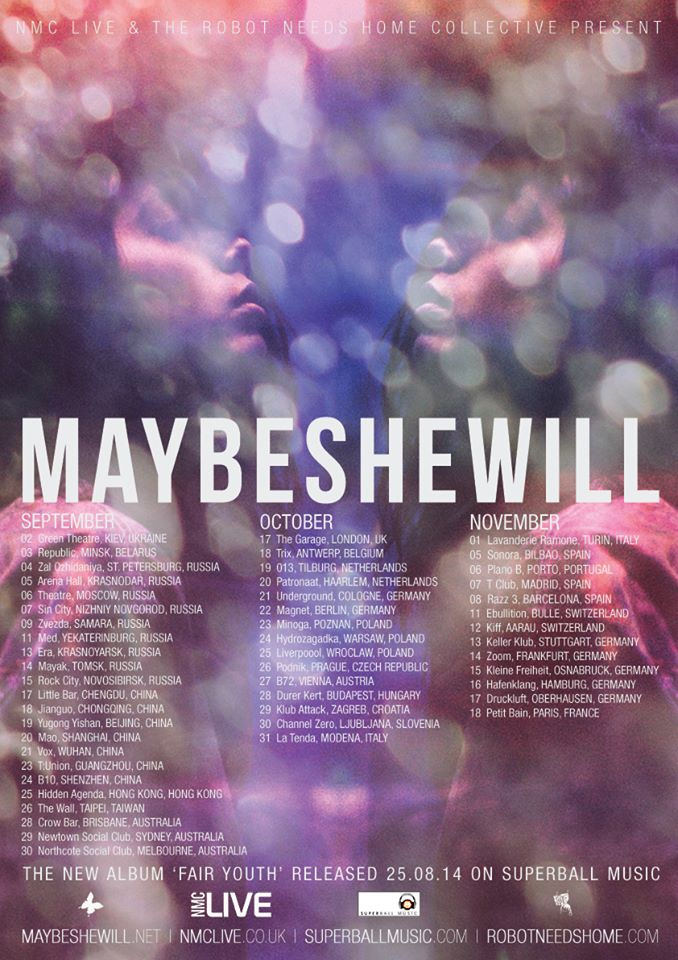 NMC LIVE & THE ROBOT NEEDS HOME COLLECTIVE PRESENT
MAYBESHEWILL
SEPTEMBER
02 Green Theatre, KIEV, UKRAINE
03 Republic, MINSK, BELARUS
04 Zal Ozhidaniya, ST. PETERSBURG, RUSSIA
05 Arena Hall, KRASNODAR, RUSSIA
06 Theatre, MOSCOW, RUSSIA
07 Sin City, NIZHNIY NOVGOROD, RUSSIA
09 Zvezda, SAMARA, RUSSIA
11 Med, YEKATERINBURG, RUSSIA
13 Era, KRASNOYARSK, RUSSIA
14 Mayak, TOMSK, RUSSIA
15 Rock City, NOVOSIBIRSK, RUSSIA
17 Little Bar, CHENGDU, CHINA
18 Jianguo, CHONGQING, CHINA
19 Yugong Yishan, BEIJING, CHINA
20 Mao, SHANGHAI, CHINA
21 Vox, WUHAN, CHINA
23 T:Union, GUANGZHOU, CHINA
24 B10, SHENZHEN, CHINA
25 Hidden Agenda, HONG KONG, HONG KONG
26 The Wall, TAIPEI, TAIWAN
28 Crow Bar, BRISBANE, AUSTRALIA
29 Newtown Social Club, SYDNEY, AUSTRALIA
30 Northcote Social Club, MELBOURNE, AUSTRALIA
OCTOBER
17 The Garage, LONDON, UK
18 Trix, ANTWERP, BELGIUM
19 013, TILBURG, NETHERLANDS
20 Patronaat, HAARLEM, NETHERLANDS
21 Underground, COLOGNE, GERMANY
22 Magnet, BERLIN, GERMANY
23 Minoga, POZNAN, POLAND
24 Hydrozagadka, WARSAW, POLAND
25 Liverpoool, WROCLAW, POLAND
26 Podnik, PRAGUE, CZECH REPUBLIC
27 B72, VIENNA, AUSTRIA
28 Durer Kert, BUDAPEST, HUNGARY
29 Klub Attack, ZAGREB, CROATIA
30 Channel Zero, LJUBLJANA, SLOVENIA
31 La Tenda, MODENA, ITALY
NOVEMBER
01 Lavanderie Ramone, TURIN, ITALY
05 Sonora, BILBAO, SPAIN
06 Plano B, PORTO, PORTUGAL
07 T Club, MADRID, SPAIN
08 Razz 3, BARCELONA, SPAIN
11 Ebullition, BULLE, SWITZERLAND
12 Kiff, AARAU, SWITZERLAND
13 Keller Klub, STUTTGART, GERMANY
14 Zoom, FRANKFURT, GERMANY
15 Kleine Freiheit, OSNABRUCK, GERMANY
16 Hafenklang, HAMBURG, GERMANY
17 Druckluft, OBERHAUSEN, GERMANY
18 Petit Bain, PARIS, FRANCE
THE NEW ALBUM 'FAIR YOUTH' RELEASED 25.08.14 ON SUPERBALL MUSIC
NMC LIVE
SUPERBALL MUSIC
MAYBESHEWILL.NET | NMCLIVE.CO.UK | SUPERBALLMUSIC.COM | ROBOTNEEDSHOME.COM